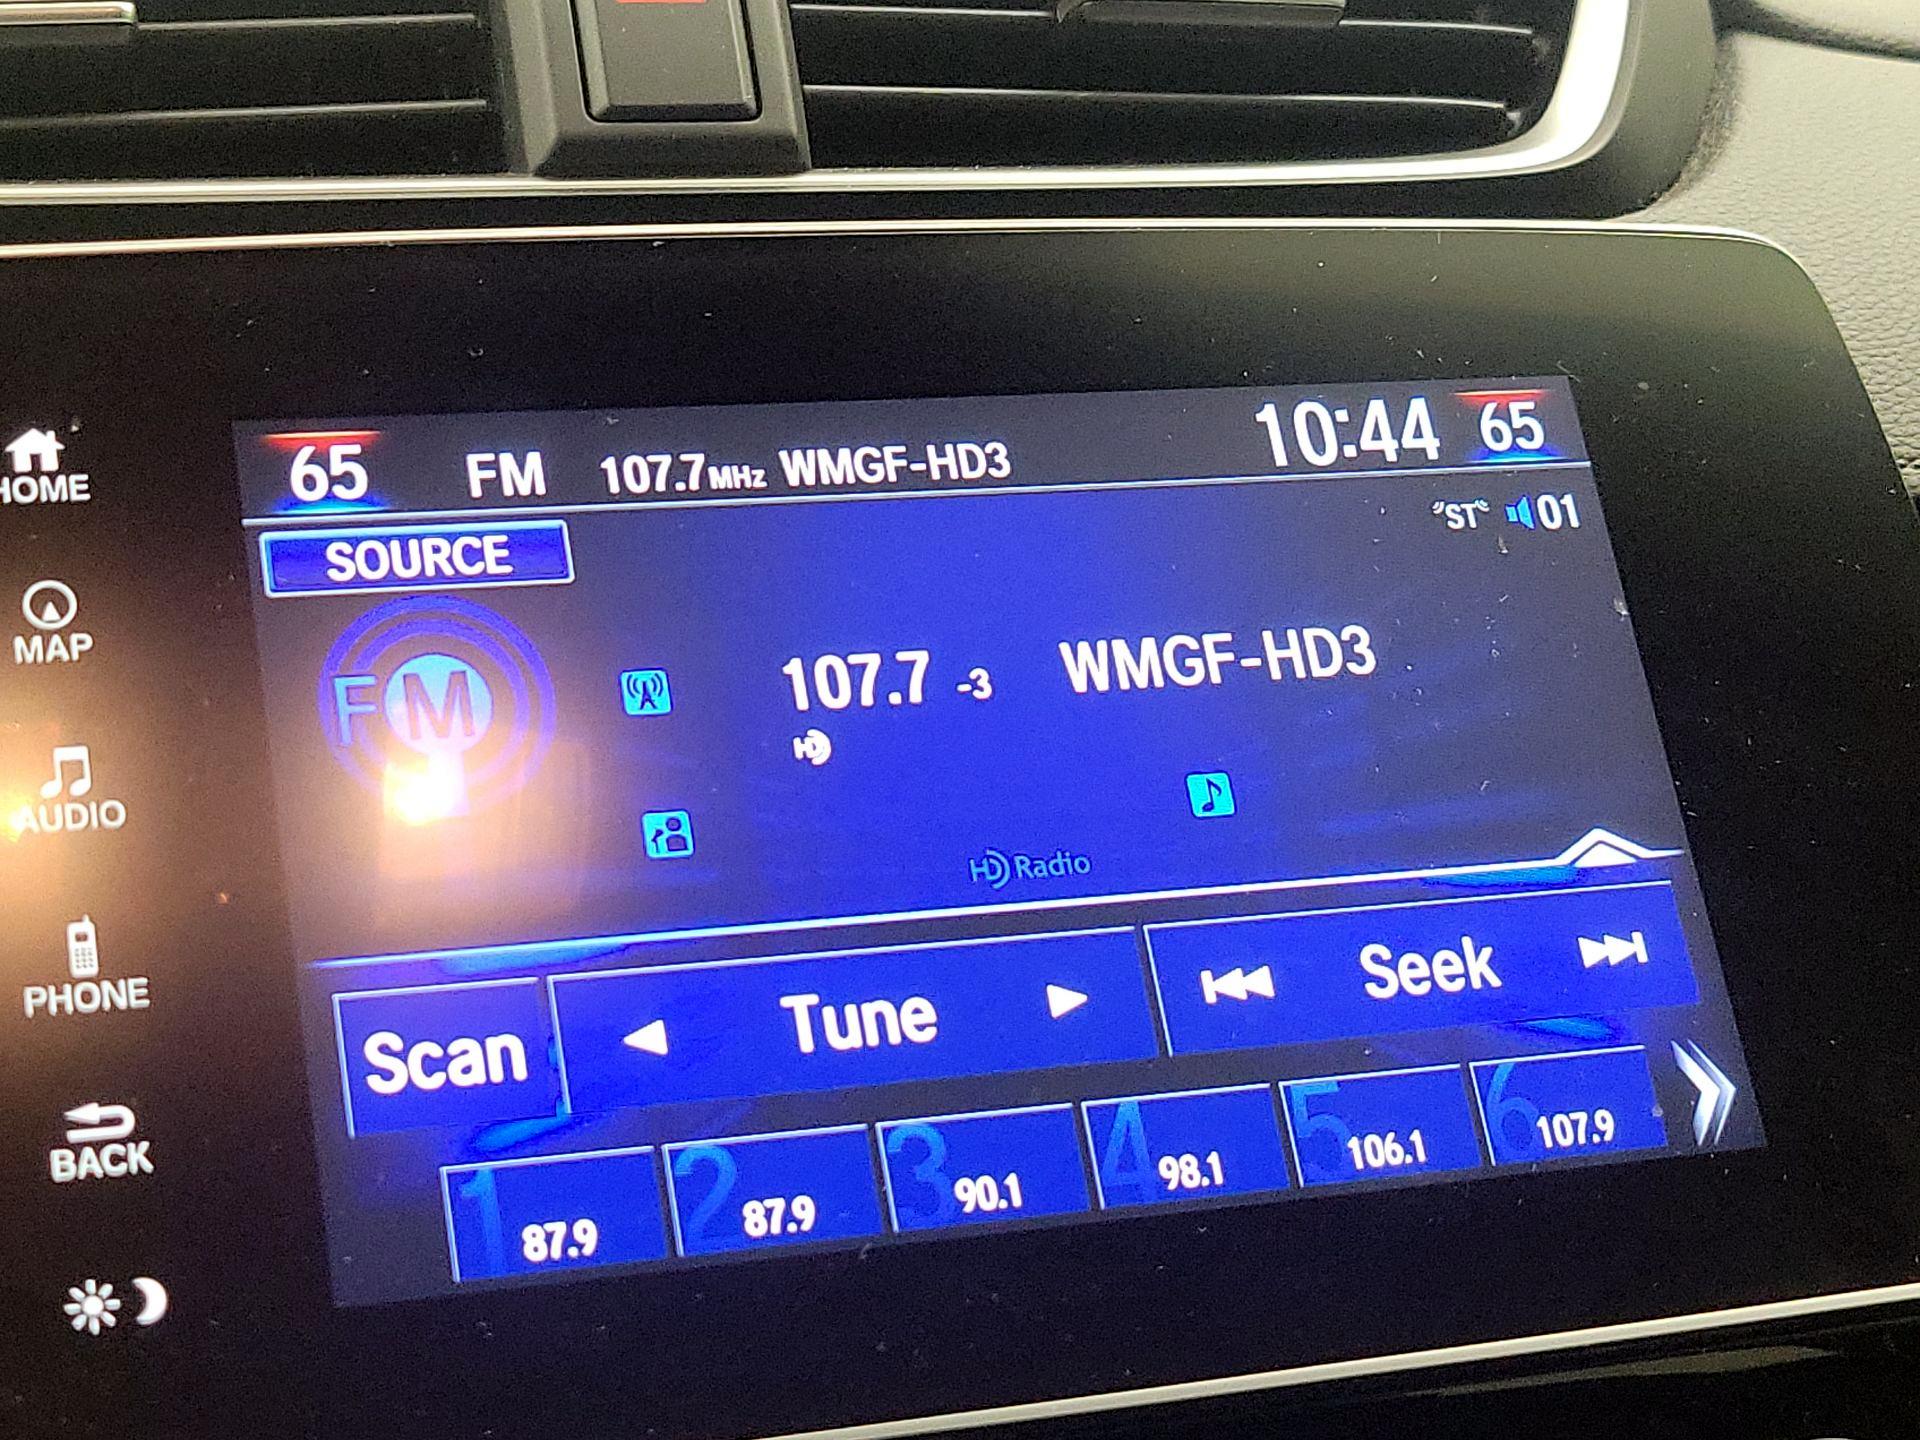 65 FM 107.7MHz WMGF-HD3 10:44 65
HOME
SOURCE
ST 01
MAP
FM
107.7 -3 WMGF-HD3
HD
AUDIO
HD Radio
PHONE
Scan Tune Seek
BACK
1 87.9 2 87.9 3 90.1 4 98.1 5 106.1 6 107.9